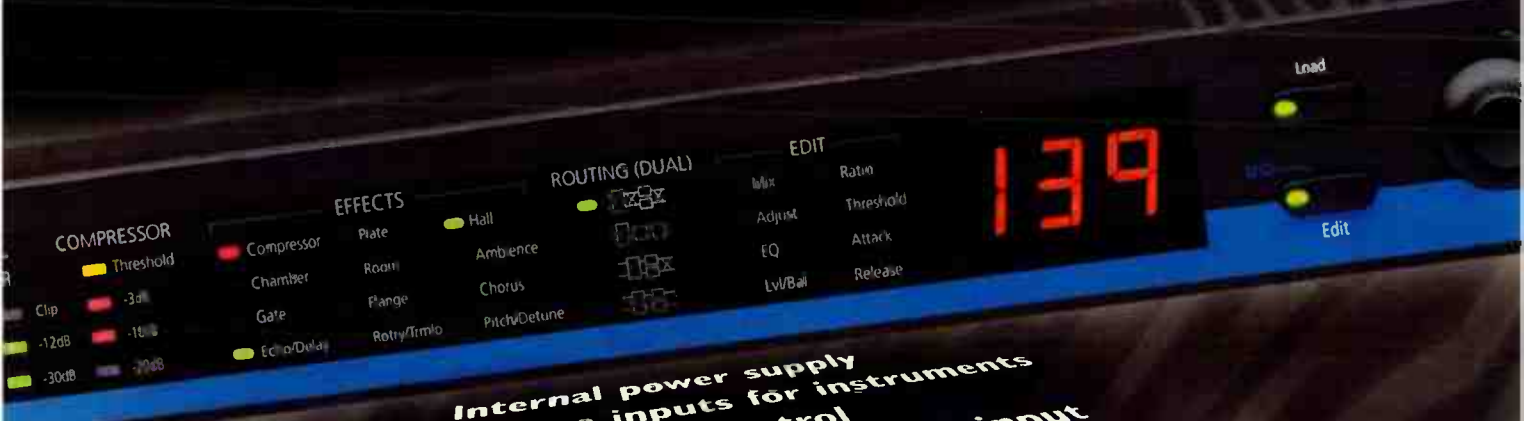 Load
139
Edit
EDIT
Mix
Ratio
Adjust
Threshold
EQ
Attack
Lvl/Bal
Release
ROUTING (DUAL)
EFFECTS
Compressor
Plate
Hall
Chamber
Room
Ambience
Gate
Flange
Chorus
Echo/Delay
Rotry/Trmlo
Pitch/Detune
COMPRESSOR
Threshold
Clip
-12dB
-30dB
Internal power supply
inputs for instruments
input